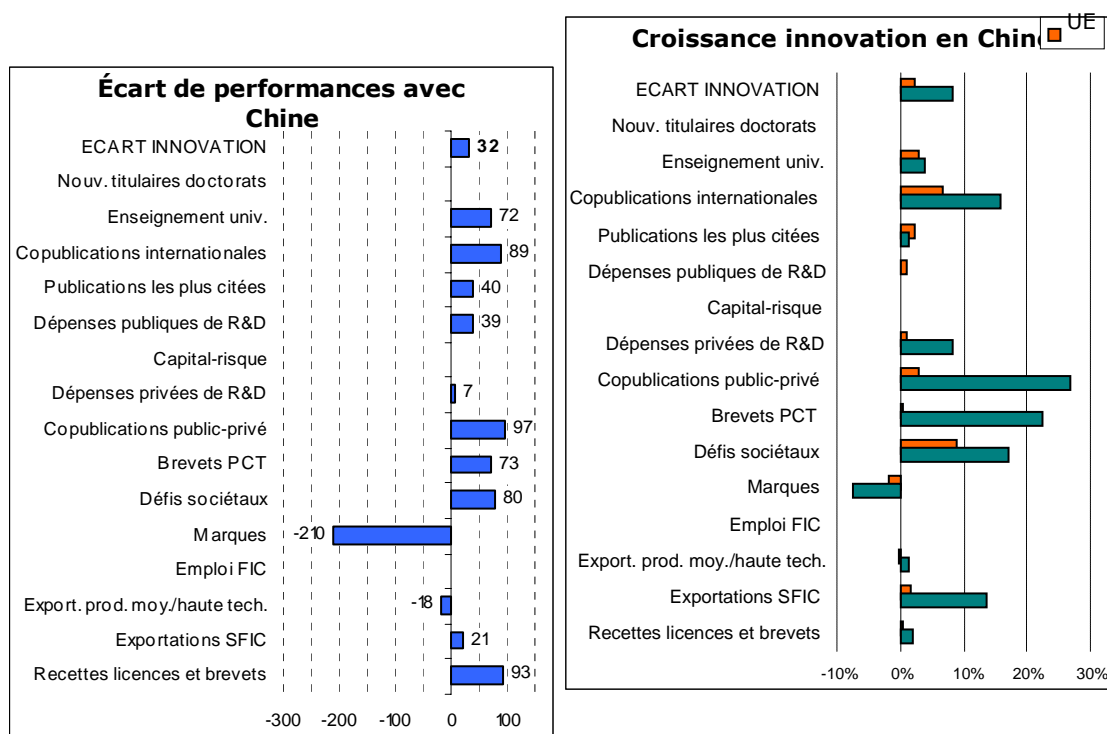 Écart de performances avec
Chine
ECART INNOVATION 32
Nouv. titulaires doctorats
Enseignement univ. 72
Copublications internationales 89
Publications les plus citées 40
Dépenses publiques de R&D 39
Capital-risque
Dépenses privées de R&D 7
Copublications public-privé 97
Brevets PCT 73
Défis sociétaux 80
Marques -210
Emploi FIC
Export. prod. moy./haute tech. -18
Exportations SFIC 21
Recettes licences et brevets 93
-300 -200 -100 0 100
Croissance innovation en Chine
UE
ECART INNOVATION
Nouv. titulaires doctorats
Enseignement univ.
Copublications internationales
Publications les plus citées
Dépenses publiques de R&D
Capital-risque
Dépenses privées de R&D
Copublications public-privé
Brevets PCT
Défis sociétaux
Marques
Emploi FIC
Export. prod. moy./haute tech.
Exportations SFIC
Recettes licences et brevets
-10% 0% 10% 20% 30%